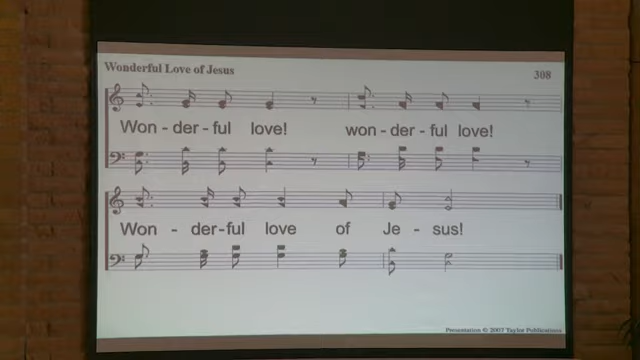 Wonderful Love of Jesus
308
Won - der - ful love! won - der - ful love!
Won - der-ful love of Je - sus!
Presentation © 2007 Taylor Publications